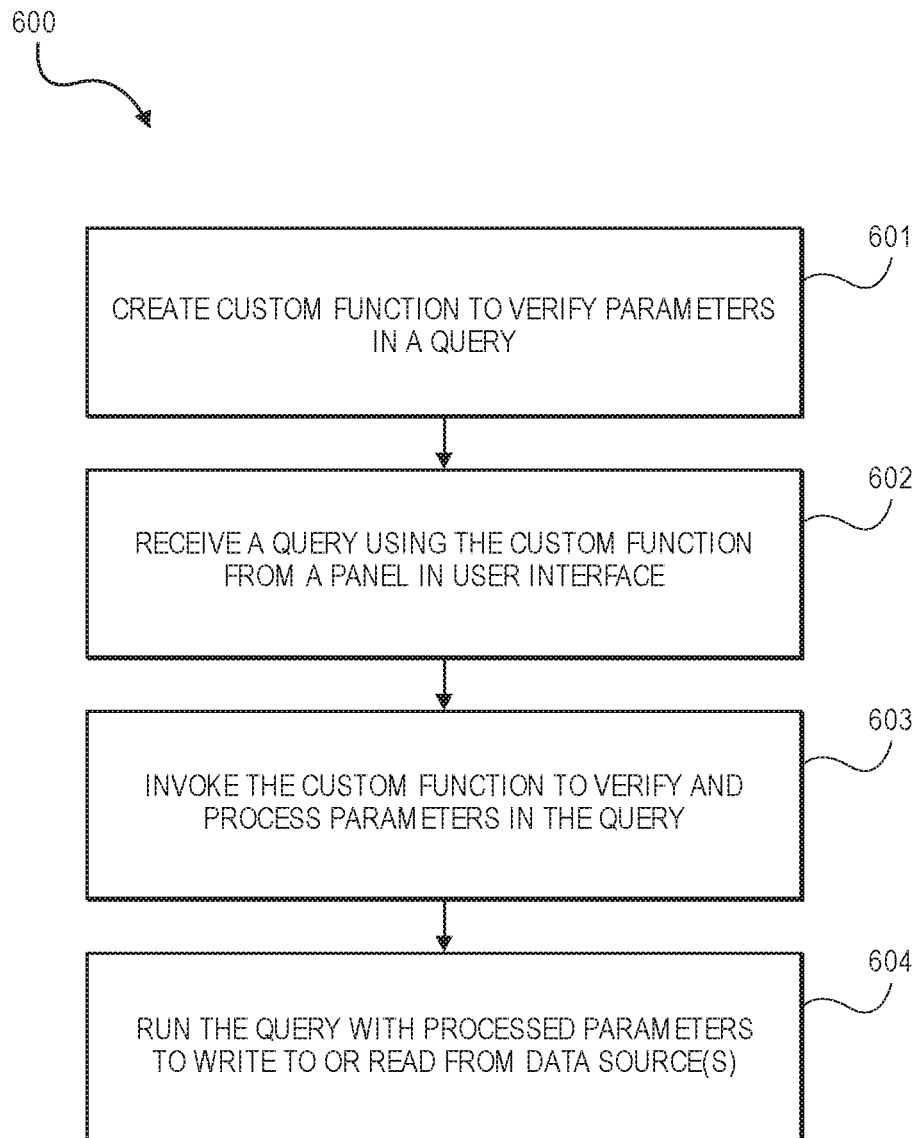 600
601
CREATE CUSTOM FUNCTION TO VERIFY PARAMETERS
IN A QUERY
602
RECEIVE A QUERY USING THE CUSTOM FUNCTION
FROM A PANEL IN USER INTERFACE
603
INVOKE THE CUSTOM FUNCTION TO VERIFY AND
PROCESS PARAMETERS IN THE QUERY
604
RUN THE QUERY WITH PROCESSED PARAMETERS
TO WRITE TO OR READ FROM DATA SOURCE(S)